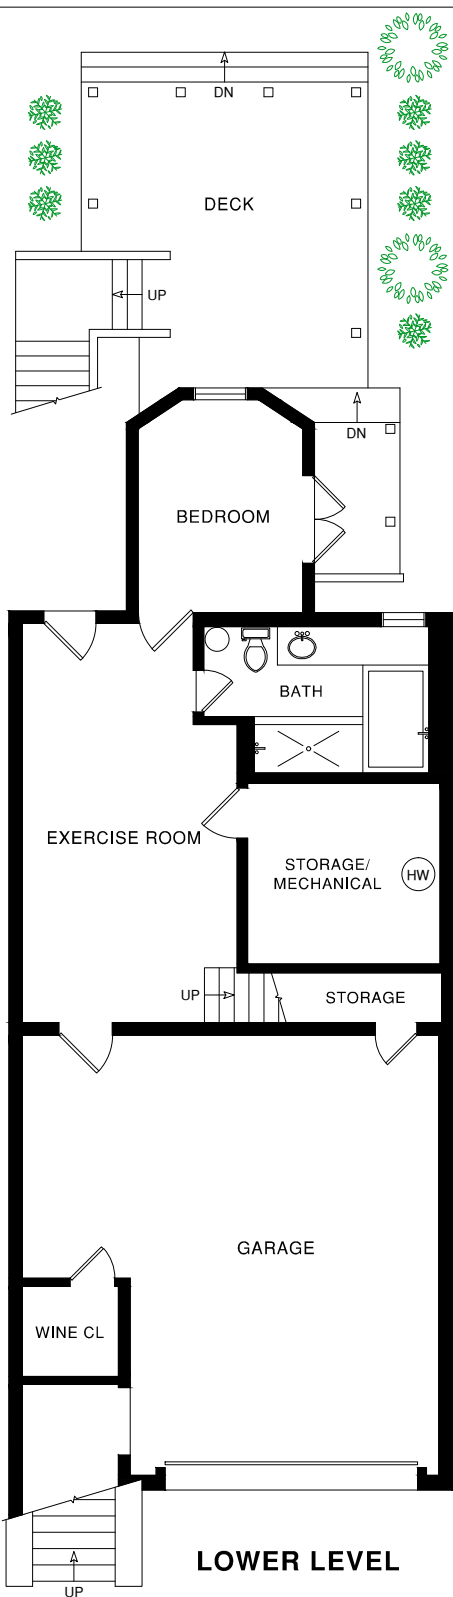 DN
DECK
UP
DN
BEDROOM
BATH
EXERCISE ROOM
STORAGE/
MECHANICAL
HW
UP
STORAGE
GARAGE
WINE CL
LOWER LEVEL
UP